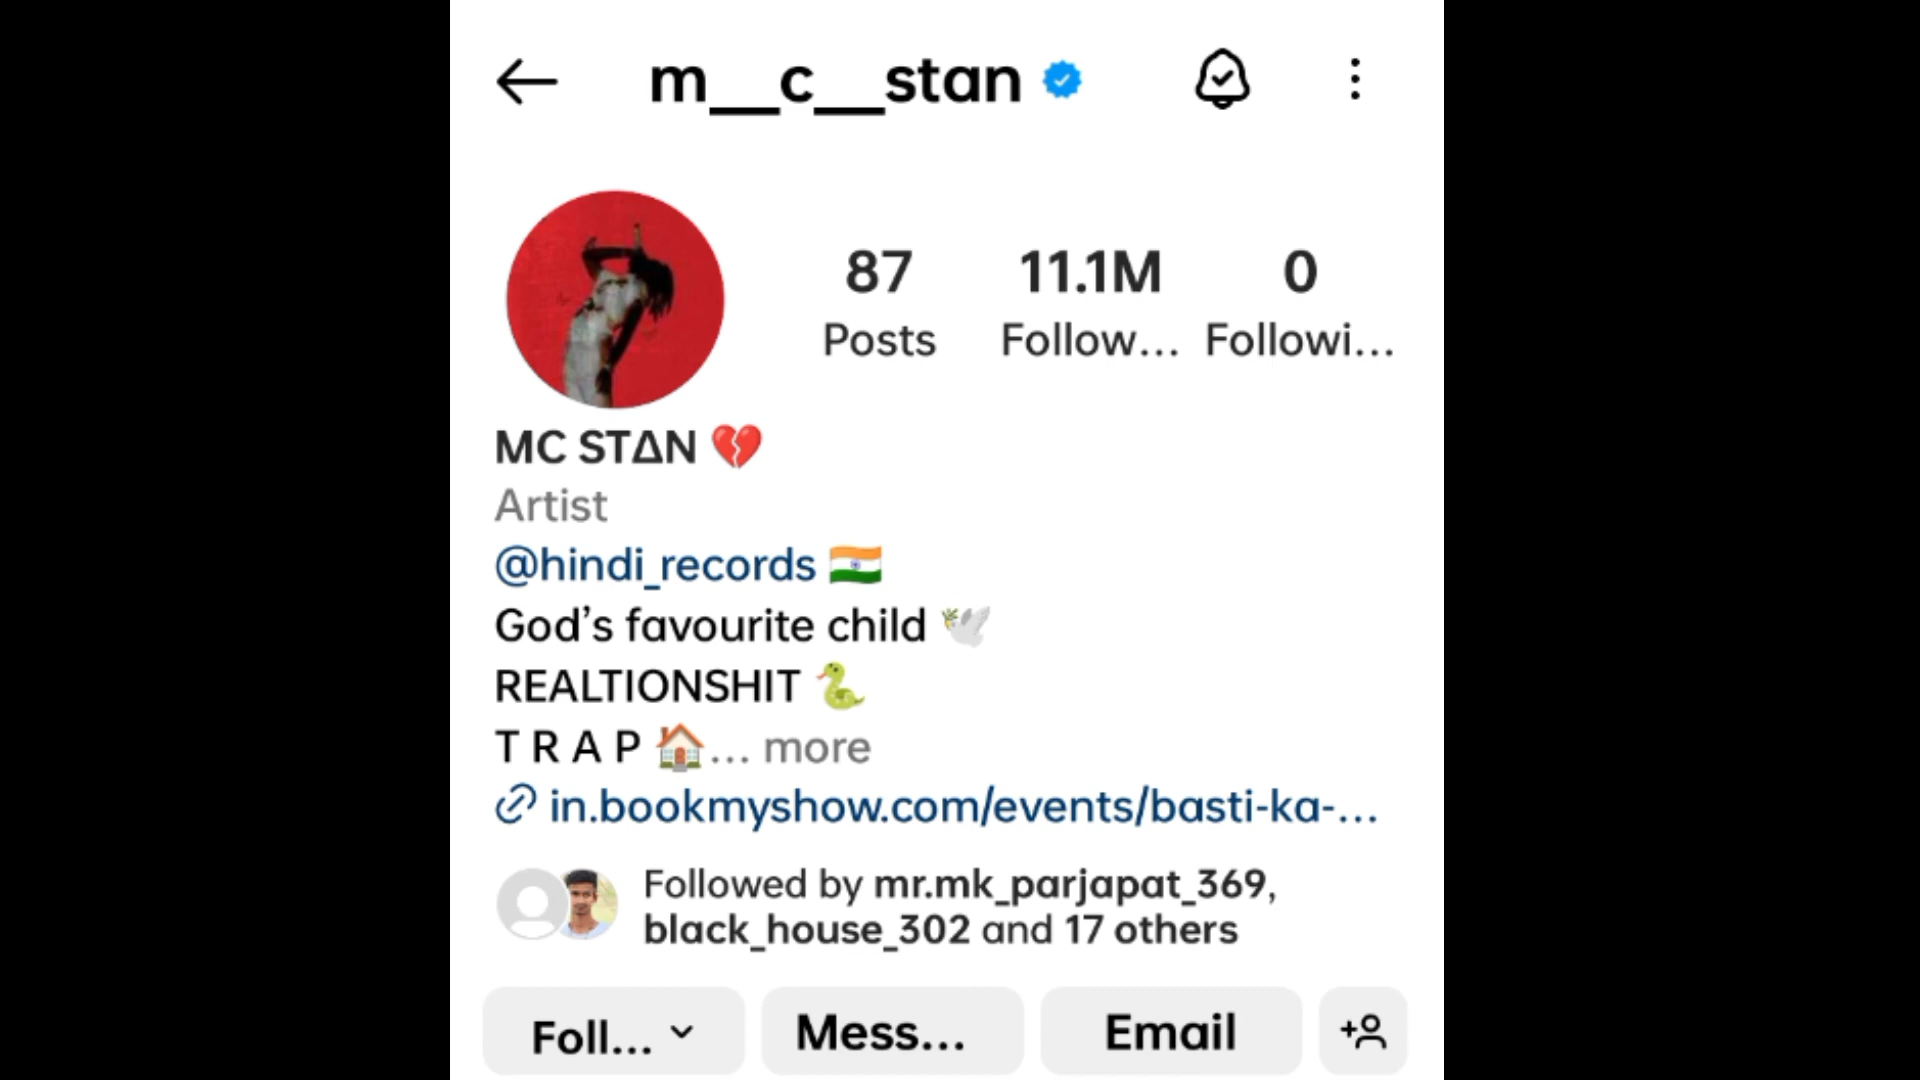 m__c__stan
87 11.1M 0
Posts Follow... Followi...
MC STΔN 💔
Artist
@hindi_records 🇮🇳
God’s favourite child 🕊️
REALTIONSHIT 🐍
T R A P 🏠... more
in.bookmyshow.com/events/basti-ka-...
Followed by mr.mk_parjapat_369,
black_house_302 and 17 others
Foll... Mess... Email